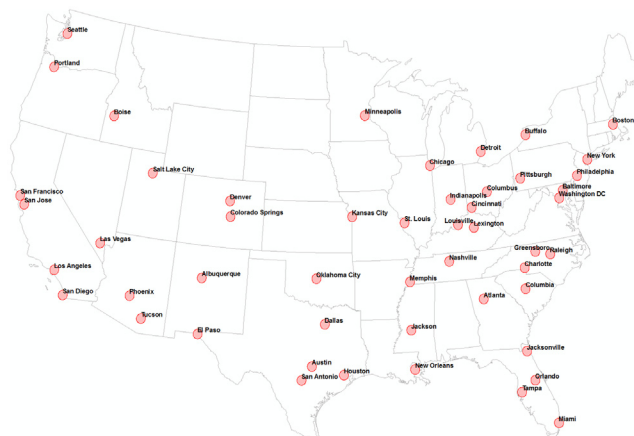 Seattle
Portland
Boise
Minneapolis
Boston
Buffalo
Detroit
Chicago
New York
Salt Lake City
Pittsburgh
Philadelphia
San Francisco
San Jose
Denver
Colorado Springs
Kansas City
St. Louis
Indianapolis
Columbus
Cincinnati
Baltimore
Washington DC
Louisville
Lexington
Las Vegas
Greensboro
Raleigh
Nashville
Charlotte
Los Angeles
San Diego
Phoenix
Tucson
Albuquerque
Oklahoma City
Memphis
Columbia
Atlanta
El Paso
Dallas
Jackson
Jacksonville
Austin
San Antonio
Houston
New Orleans
Orlando
Tampa
Miami